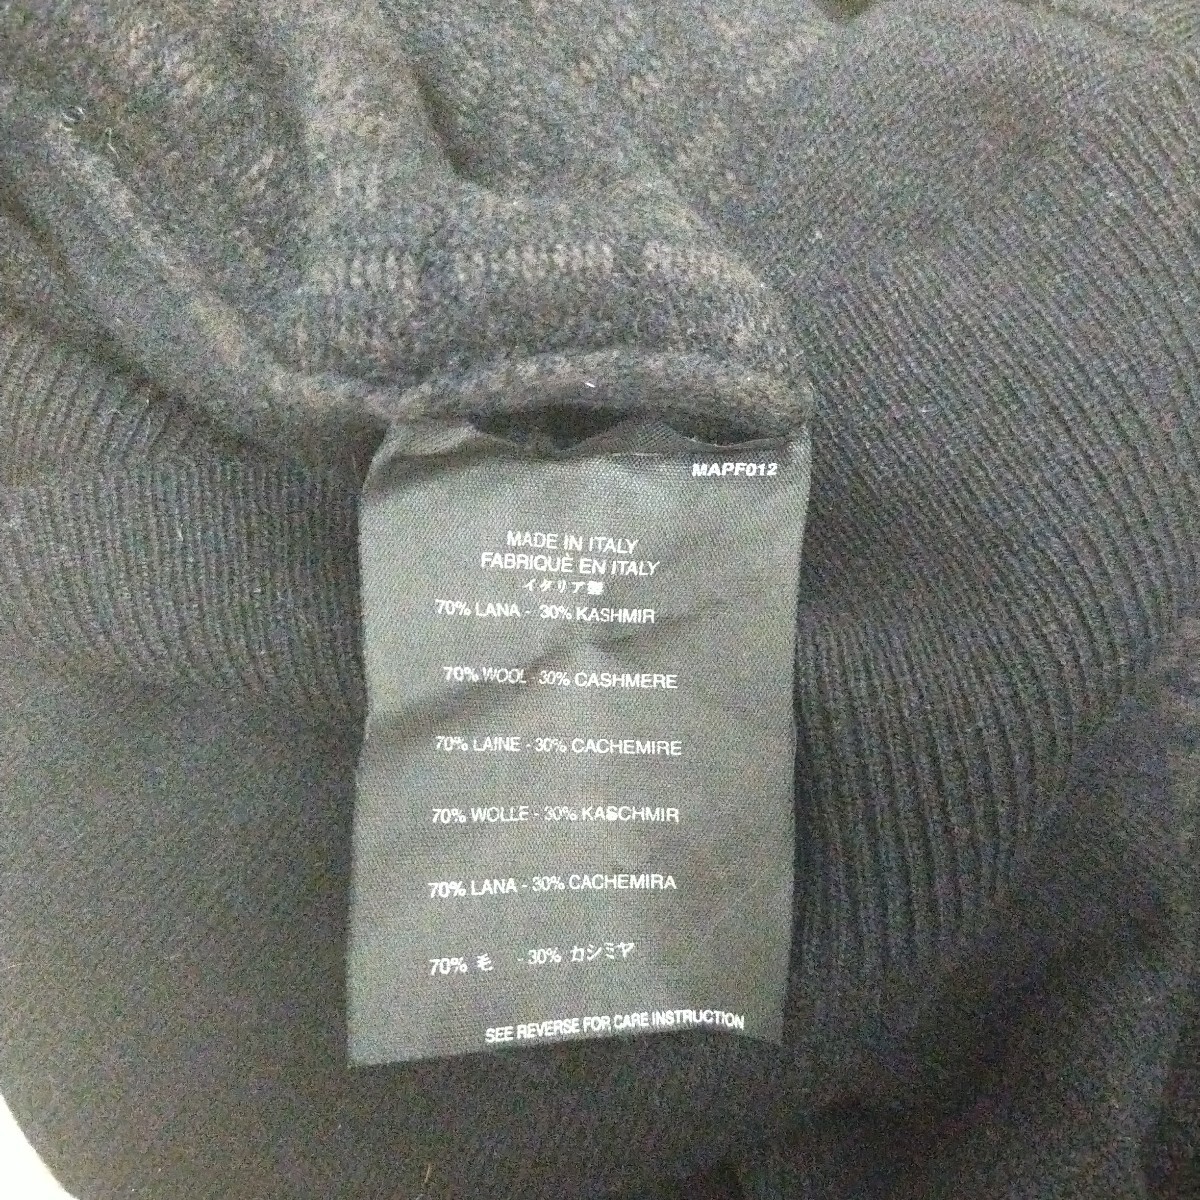 MAPF012
MADE IN ITALY
FABRIQUÈ EN ITALY
イタリア製
70% LANA - 30% KASHMIR
70% WOOL - 30% CASHMERE
70% LAINE - 30% CACHEMIRE
70% WOLLE - 30% KASCHMIR
70% LANA - 30% CACHEMIRA
70% 毛 - 30% カシミヤ
SEE REVERSE FOR CARE INSTRUCTION